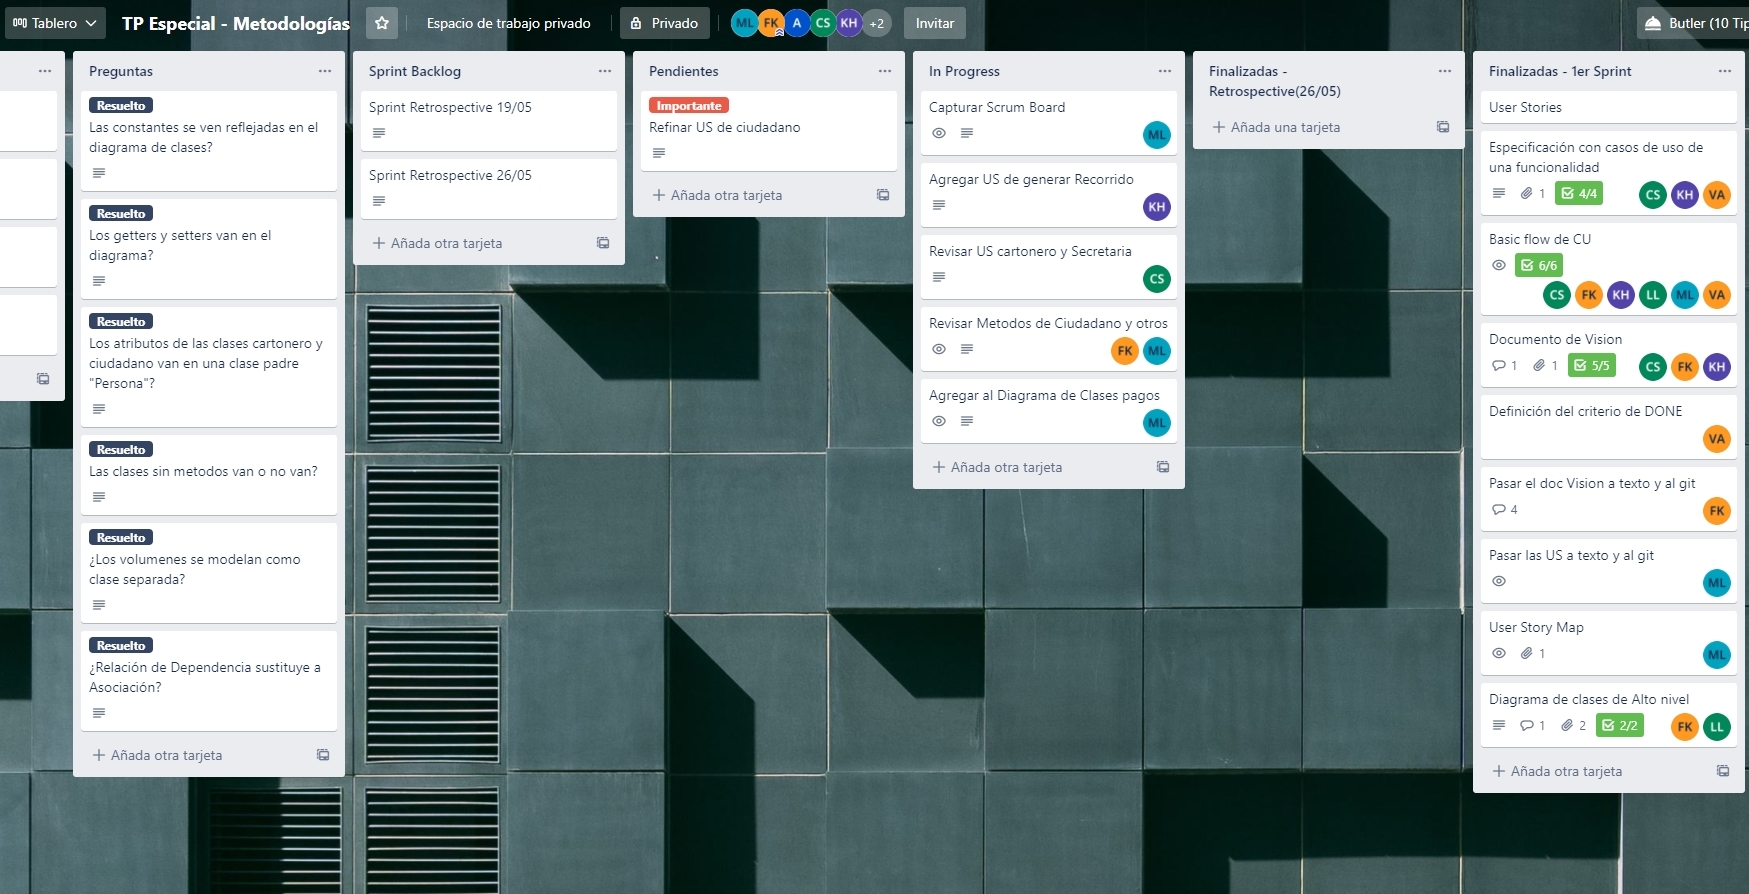 Tablero
TP Especial - Metodologías
Espacio de trabajo privado
Privado
ML FK A CS KH +2
Invitar
Butler (10 Tip
Preguntas
Resuelto
Las constantes se ven reflejadas en el
diagrama de clases?
Resuelto
Los getters y setters van en el
diagrama?
Resuelto
Los atributos de las clases cartonero y
ciudadano van en una clase padre
"Persona"?
Resuelto
Las clases sin metodos van o no van?
Resuelto
¿Los volumenes se modelan como
clase separada?
Resuelto
¿Relación de Dependencia sustituye a
Asociación?
+ Añada otra tarjeta
Sprint Backlog
Sprint Retrospective 19/05
Sprint Retrospective 26/05
+ Añada otra tarjeta
Pendientes
Importante
Refinar US de ciudadano
+ Añada otra tarjeta
In Progress
Capturar Scrum Board
ML
Agregar US de generar Recorrido
KH
Revisar US cartonero y Secretaria
CS
Revisar Metodos de Ciudadano y otros
FK ML
Agregar al Diagrama de Clases pagos
ML
+ Añada otra tarjeta
Finalizadas -
Retrospective(26/05)
+ Añada una tarjeta
Finalizadas - 1er Sprint
User Stories
Especificación con casos de uso de
una funcionalidad
1 4/4 CS KH VA
Basic flow de CU
6/6
CS FK KH LL ML VA
Documento de Vision
1 1 5/5 CS FK KH
Definición del criterio de DONE
VA
Pasar el doc Vision a texto y al git
4 FK
Pasar las US a texto y al git
ML
User Story Map
1 ML
Diagrama de clases de Alto nivel
1 2 2/2 FK LL
+ Añada otra tarjeta